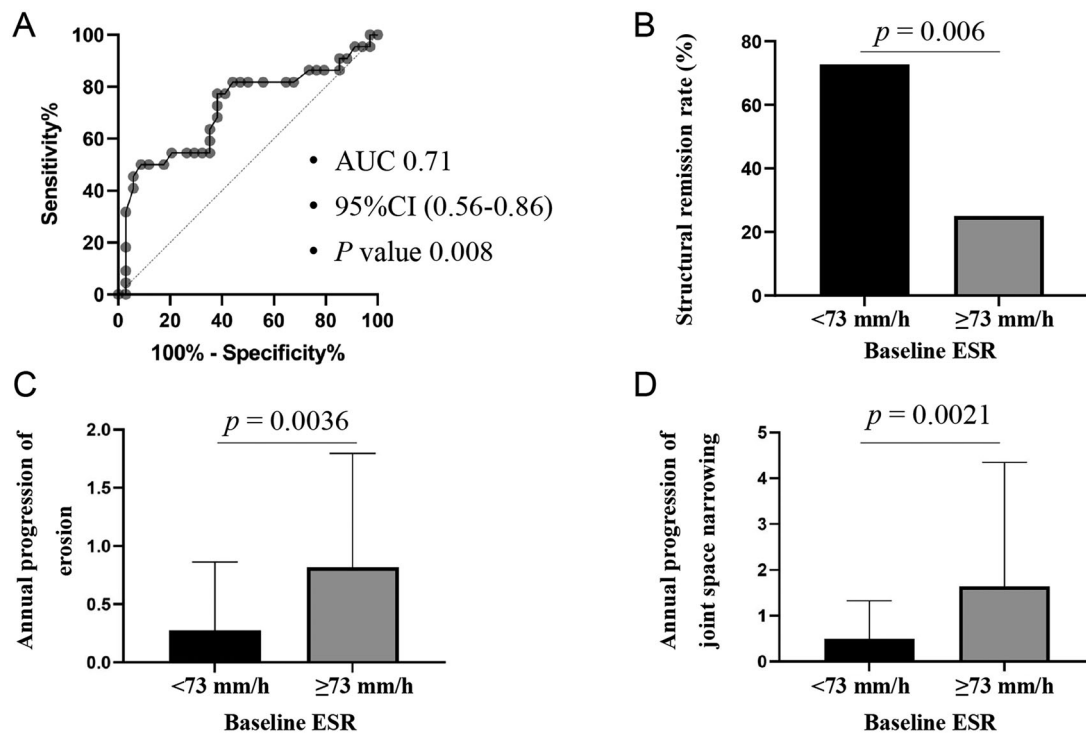 A
Sensitivity%
100
80
60
40
20
0
• AUC 0.71
• 95%CI (0.56-0.86)
• P value 0.008
0 20 40 60 80 100
100% - Specificity%
B
p = 0.006
Structural remission rate (%)
80
60
40
20
0
<73 mm/h ≥73 mm/h
Baseline ESR
C
p = 0.0036
Annual progression of
erosion
2.0
1.5
1.0
0.5
0.0
<73 mm/h ≥73 mm/h
Baseline ESR
D
p = 0.0021
Annual progression of
joint space narrowing
5
4
3
2
1
0
<73 mm/h ≥73 mm/h
Baseline ESR